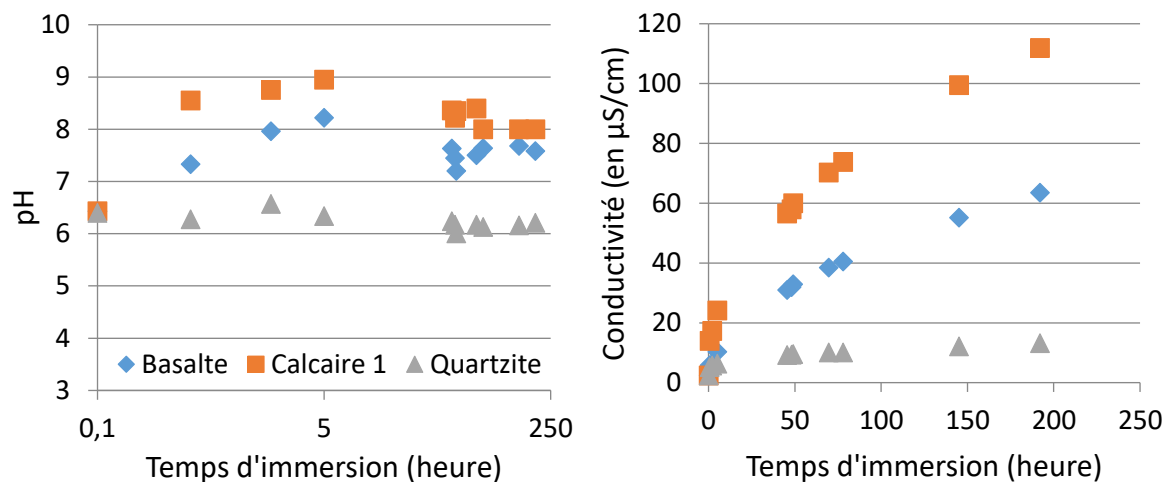 10
9
8
7
6
5
4
3
pH
Basalte Calcaire 1 Quartzite
0,1 5 250
Temps d'immersion (heure)
120
100
80
60
40
20
0
Conductivité (en µS/cm)
0 50 100 150 200 250
Temps d'immersion (heure)